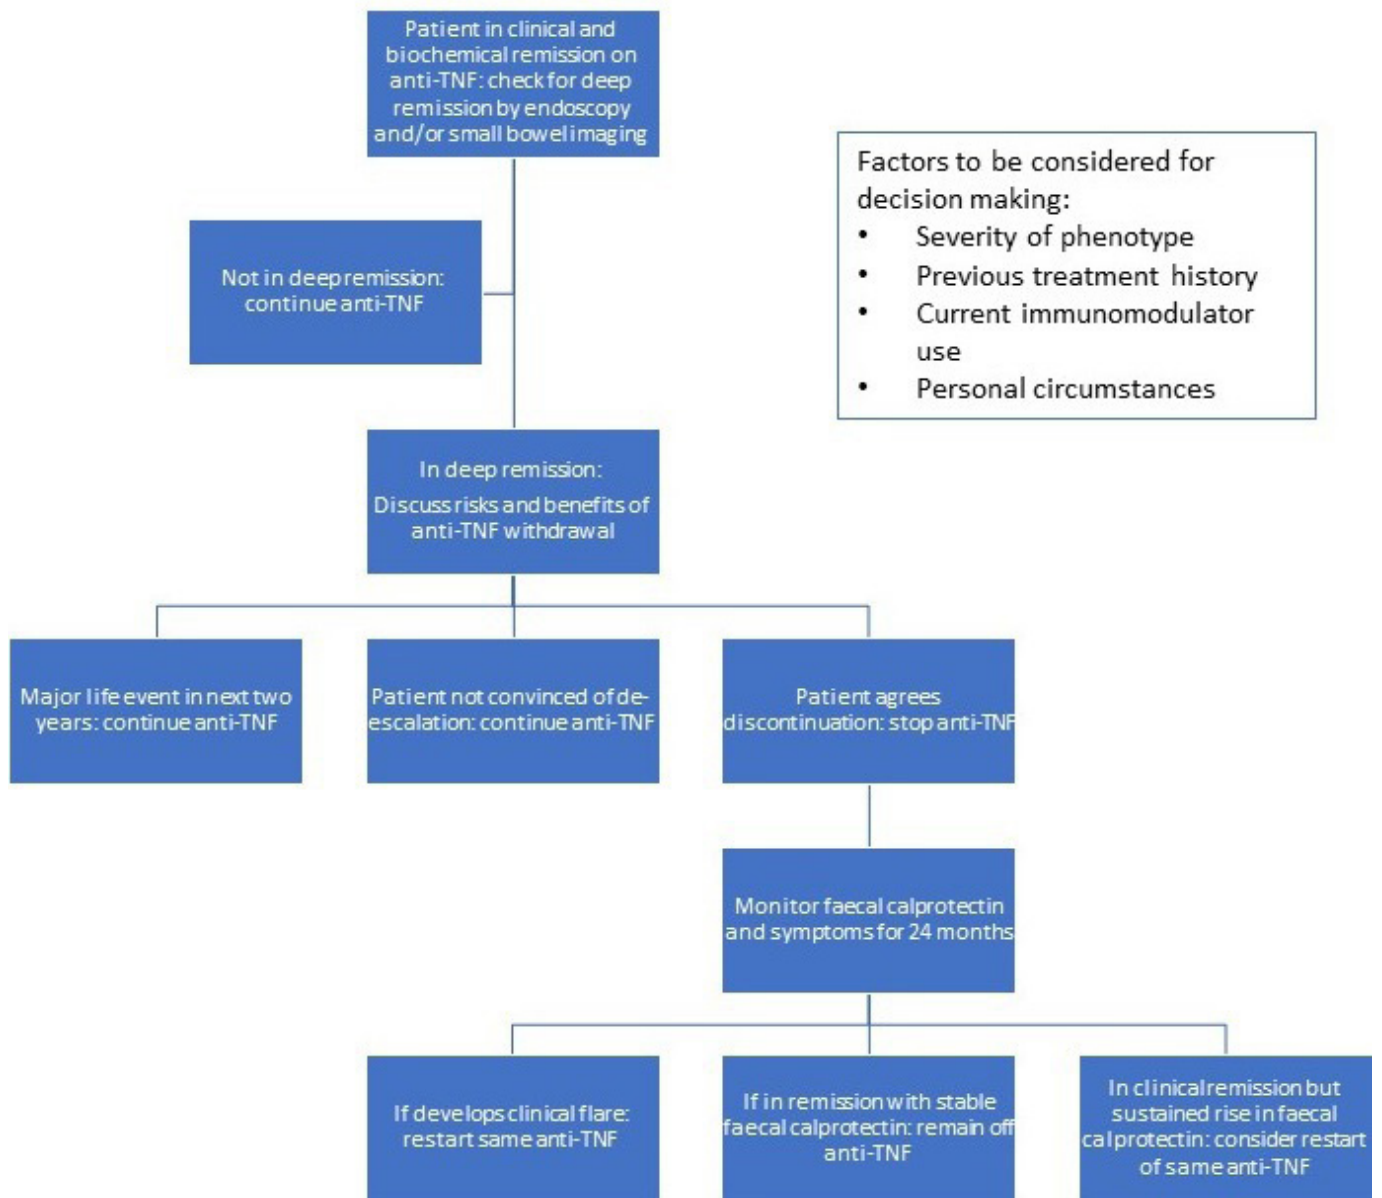 Patient in clinical and
biochemical remission on
anti-TNF: check for deep
remission by endoscopy
and/or small bowel imaging
Factors to be considered for
decision making:
• Severity of phenotype
• Previous treatment history
• Current immunomodulator
use
• Personal circumstances
Not in deep remission:
continue anti-TNF
In deep remission:
Discuss risks and benefits of
anti-TNF withdrawal
Major life event in next two
years: continue anti-TNF
Patient not convinced of de-
escalation: continue anti-TNF
Patient agrees
discontinuation: stop anti-TNF
Monitor faecal calprotectin
and symptoms for 24 months
If develops clinical flare:
restart same anti-TNF
If in remission with stable
faecal calprotectin: remain off
anti-TNF
In clinical remission but
sustained rise in faecal
calprotectin: consider restart
of same anti-TNF